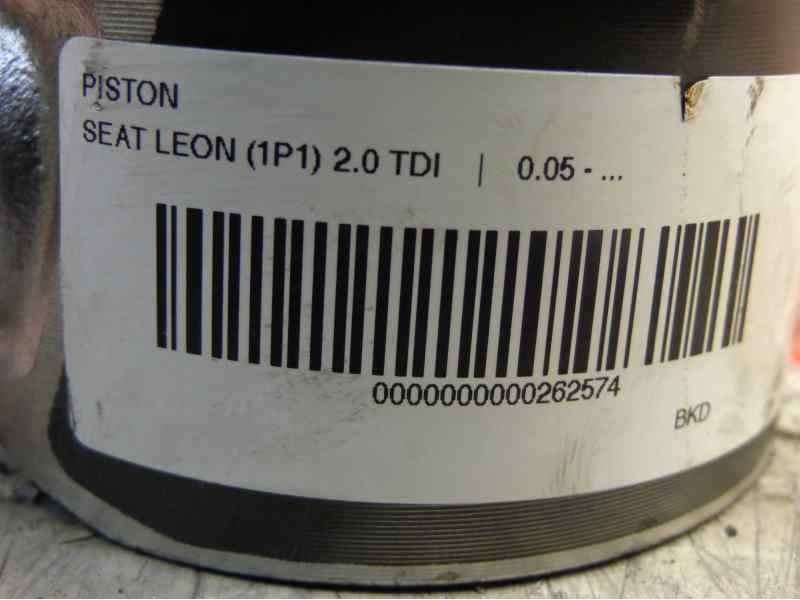 PISTON
SEAT LEON (1P1) 2.0 TDI | 0.05 - ...
0000000000262574
BKD